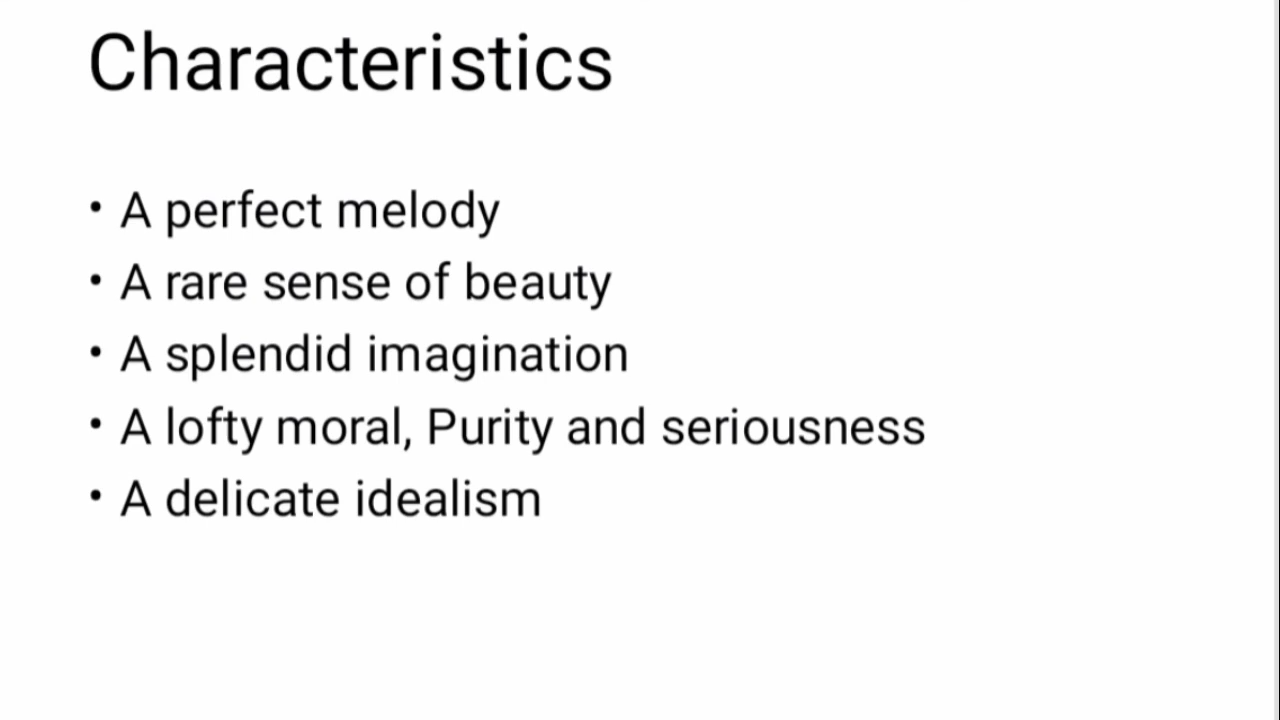 Characteristics
• A perfect melody
• A rare sense of beauty
• A splendid imagination
• A lofty moral, Purity and seriousness
• A delicate idealism